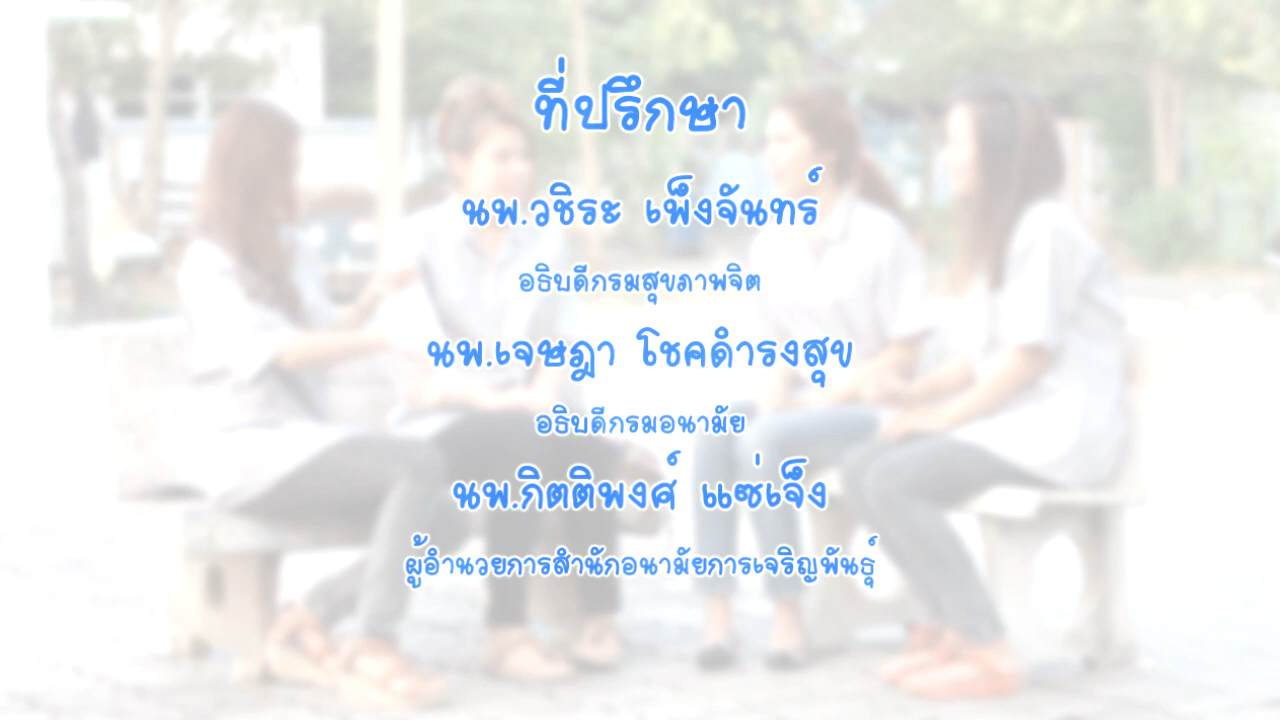 ที่ปรึกษา
นพ.วชิระ เพ็งจันทร์
อธิบดีกรมสุขภาพจิต
นพ.เจษฎา โชคดำรงสุข
อธิบดีกรมอนามัย
นพ.กิตติพงศ์ แซ่เจ็ง
ผู้อำนวยการสำนักอนามัยการเจริญพันธุ์